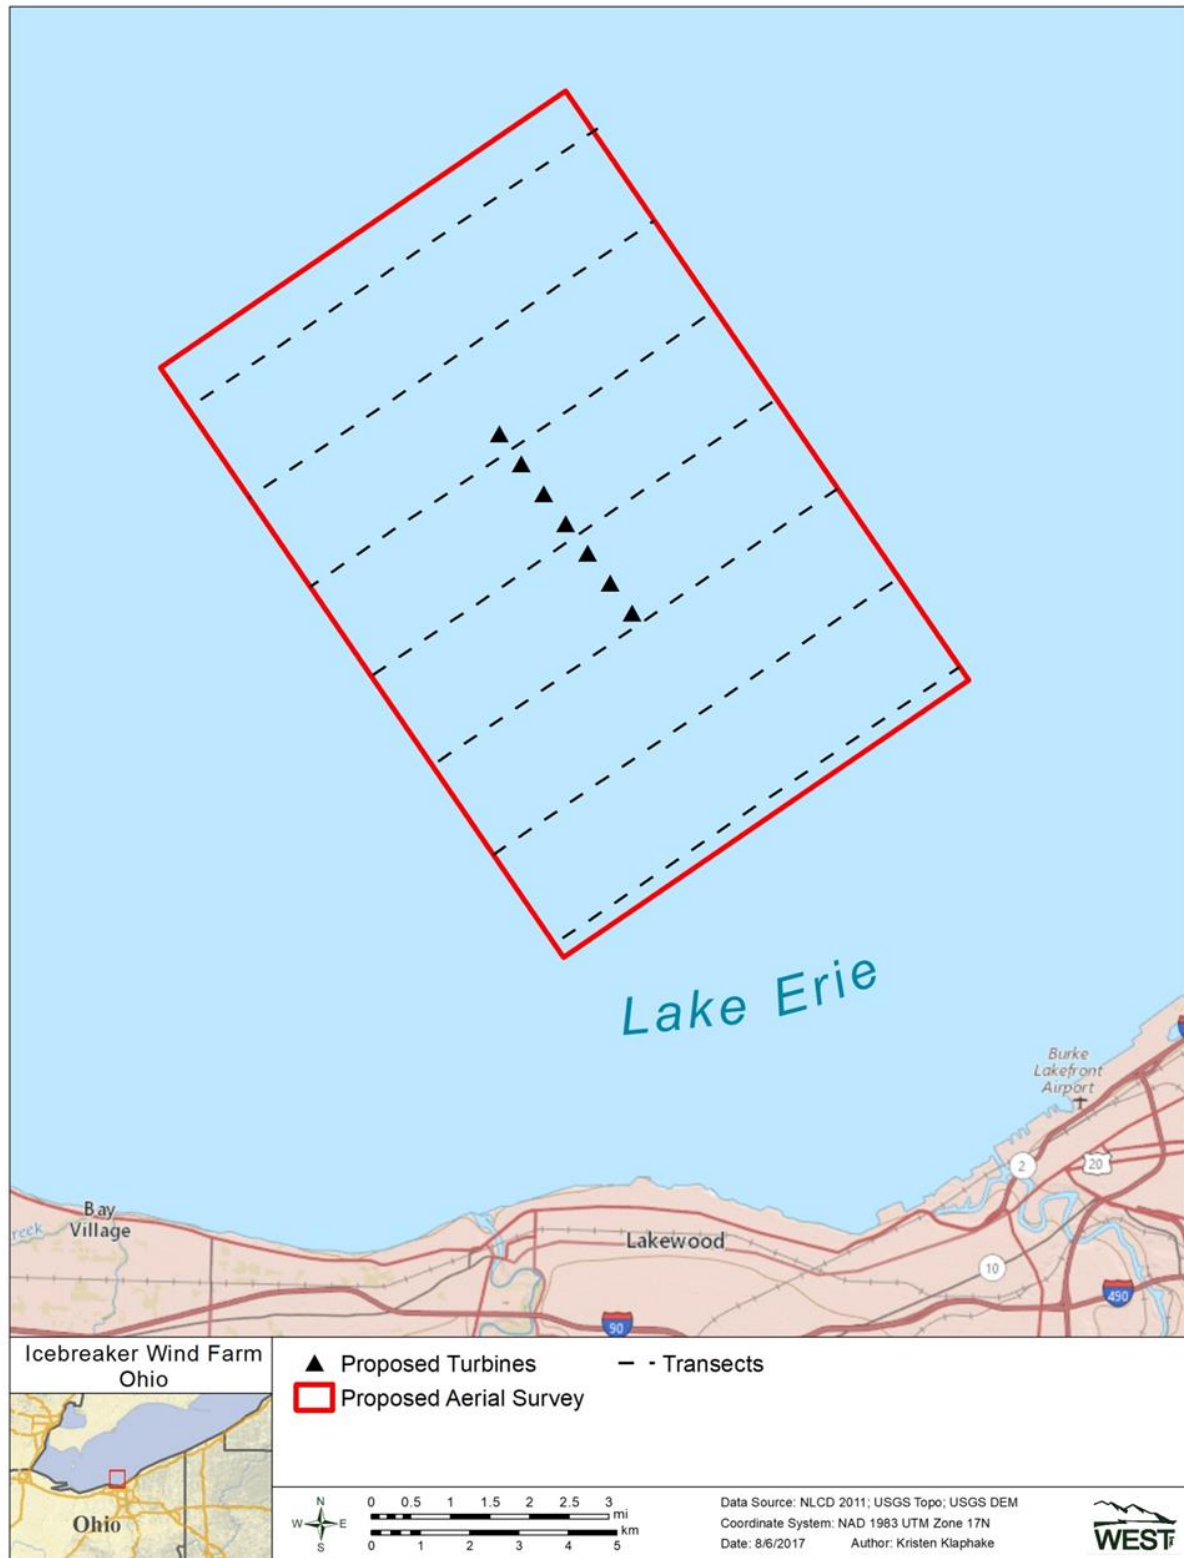 Lake Erie
Burke
Lakefront
Airport
2
20
Bay
Village
reek
Lakewood
10
490
90
Icebreaker Wind Farm
Ohio
Ohio
Proposed Turbines
Transects
Proposed Aerial Survey
N
W E
S
0 0.5 1 1.5 2 2.5 3
mi
km
0 1 2 3 4 5
Data Source: NLCD 2011; USGS Topo; USGS DEM
Coordinate System: NAD 1983 UTM Zone 17N
Date: 8/6/2017 Author: Kristen Klaphake
WEST